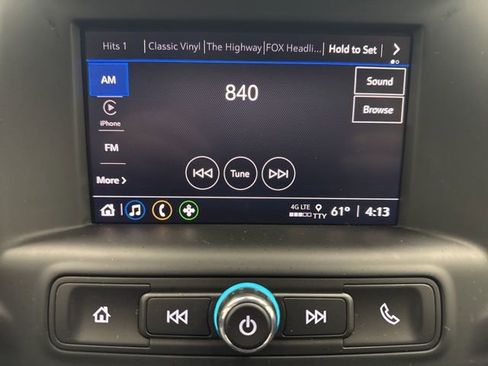 Hits 1 Classic Vinyl The Highway FOX Headli... Hold to Set
AM
840
Sound
iPhone
Browse
FM
Tune
More
4G LTE
TTY 61° 4:13